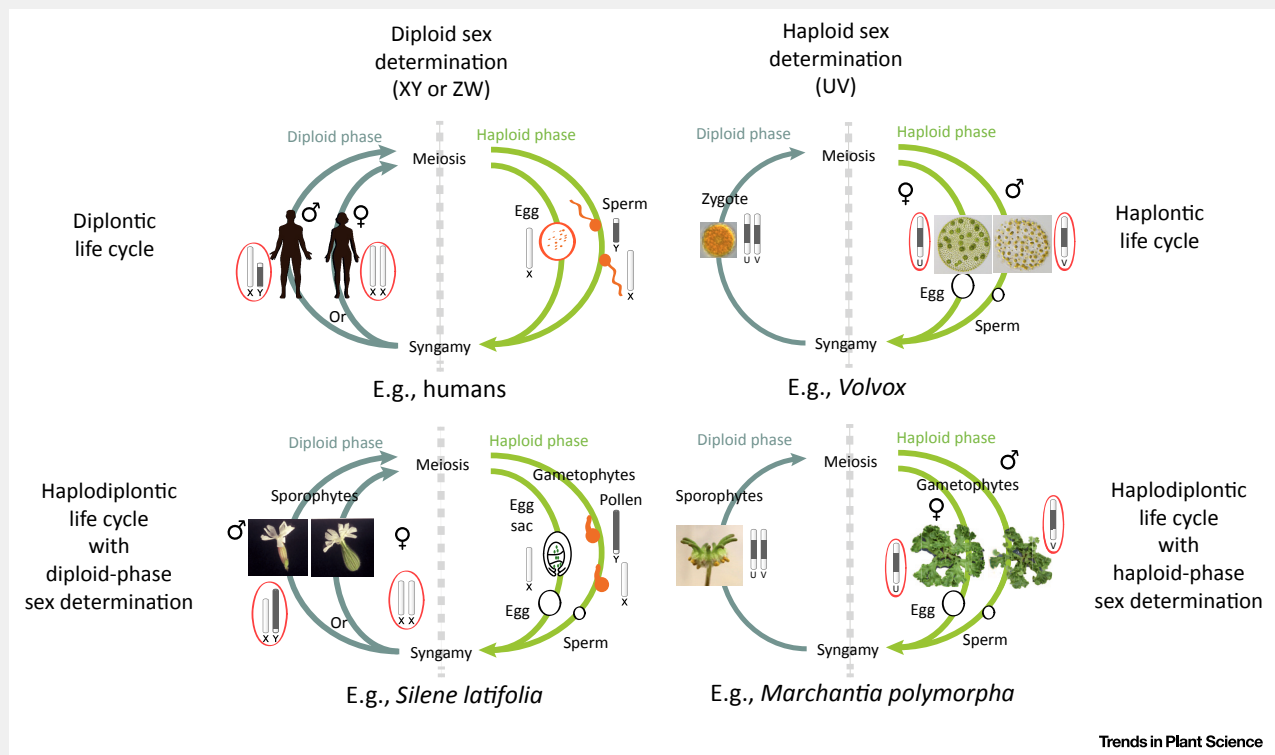 Diploid sex
determination
(XY or ZW)
Haploid sex
determination
(UV)
Diplontic
life cycle
Diploid phase
Haploid phase
Meiosis
♂
♀
X Y
X X
Or
Egg
X
Sperm
Y
X
Syngamy
E.g., humans
Diploid phase
Haploid phase
Meiosis
Zygote
U V
♀
♂
U
V
Egg
Sperm
Syngamy
E.g., Volvox
Haplontic
life cycle
Haplodiplontic
life cycle
with
diploid-phase
sex determination
Diploid phase
Haploid phase
Meiosis
Sporophytes
♂
♀
X Y
X X
Or
Gametophytes
Egg
sac
X
Pollen
Y
X
Egg
Sperm
Syngamy
E.g., Silene latifolia
Diploid phase
Haploid phase
Meiosis
Sporophytes
U V
♂
Gametophytes
♀
V
U
Egg
Sperm
Syngamy
E.g., Marchantia polymorpha
Haplodiplontic
life cycle
with
haploid-phase
sex determination
Trends in Plant Science